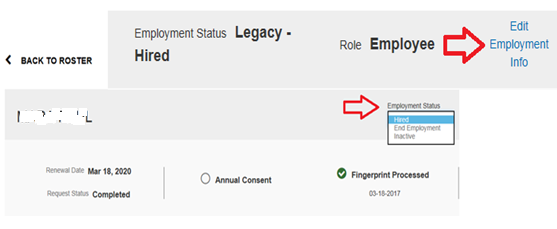 Employment Status Legacy - Hired
Role Employee
Edit Employment Info
BACK TO ROSTER
Employment Status
Hired
End Employment
Inactive
Renewal Date Mar 18, 2020
Annual Consent
Fingerprint Processed
Request Status Completed
03-18-2017